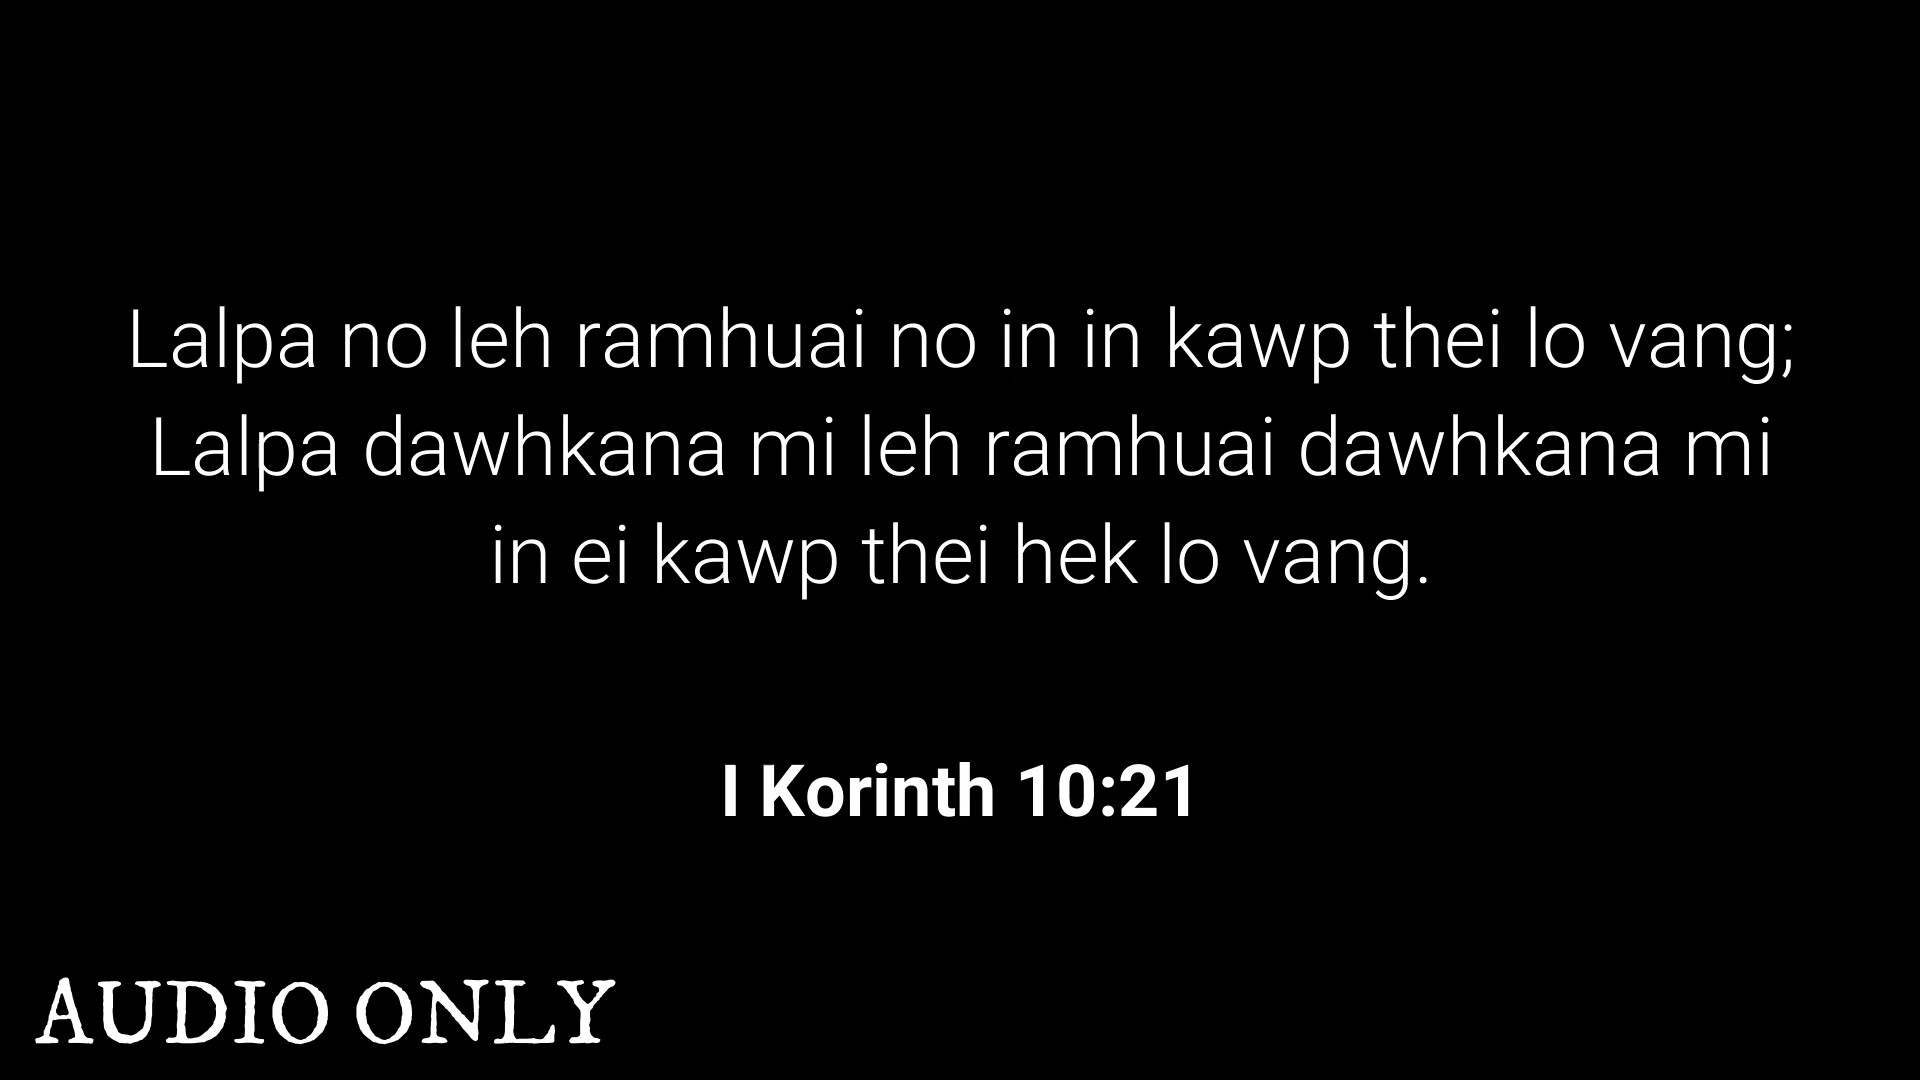 Lalpa no leh ramhuai no in in kawp thei lo vang;
Lalpa dawhkana mi leh ramhuai dawhkana mi
in ei kawp thei hek lo vang.
I Korinth 10:21
AUDIO ONLY